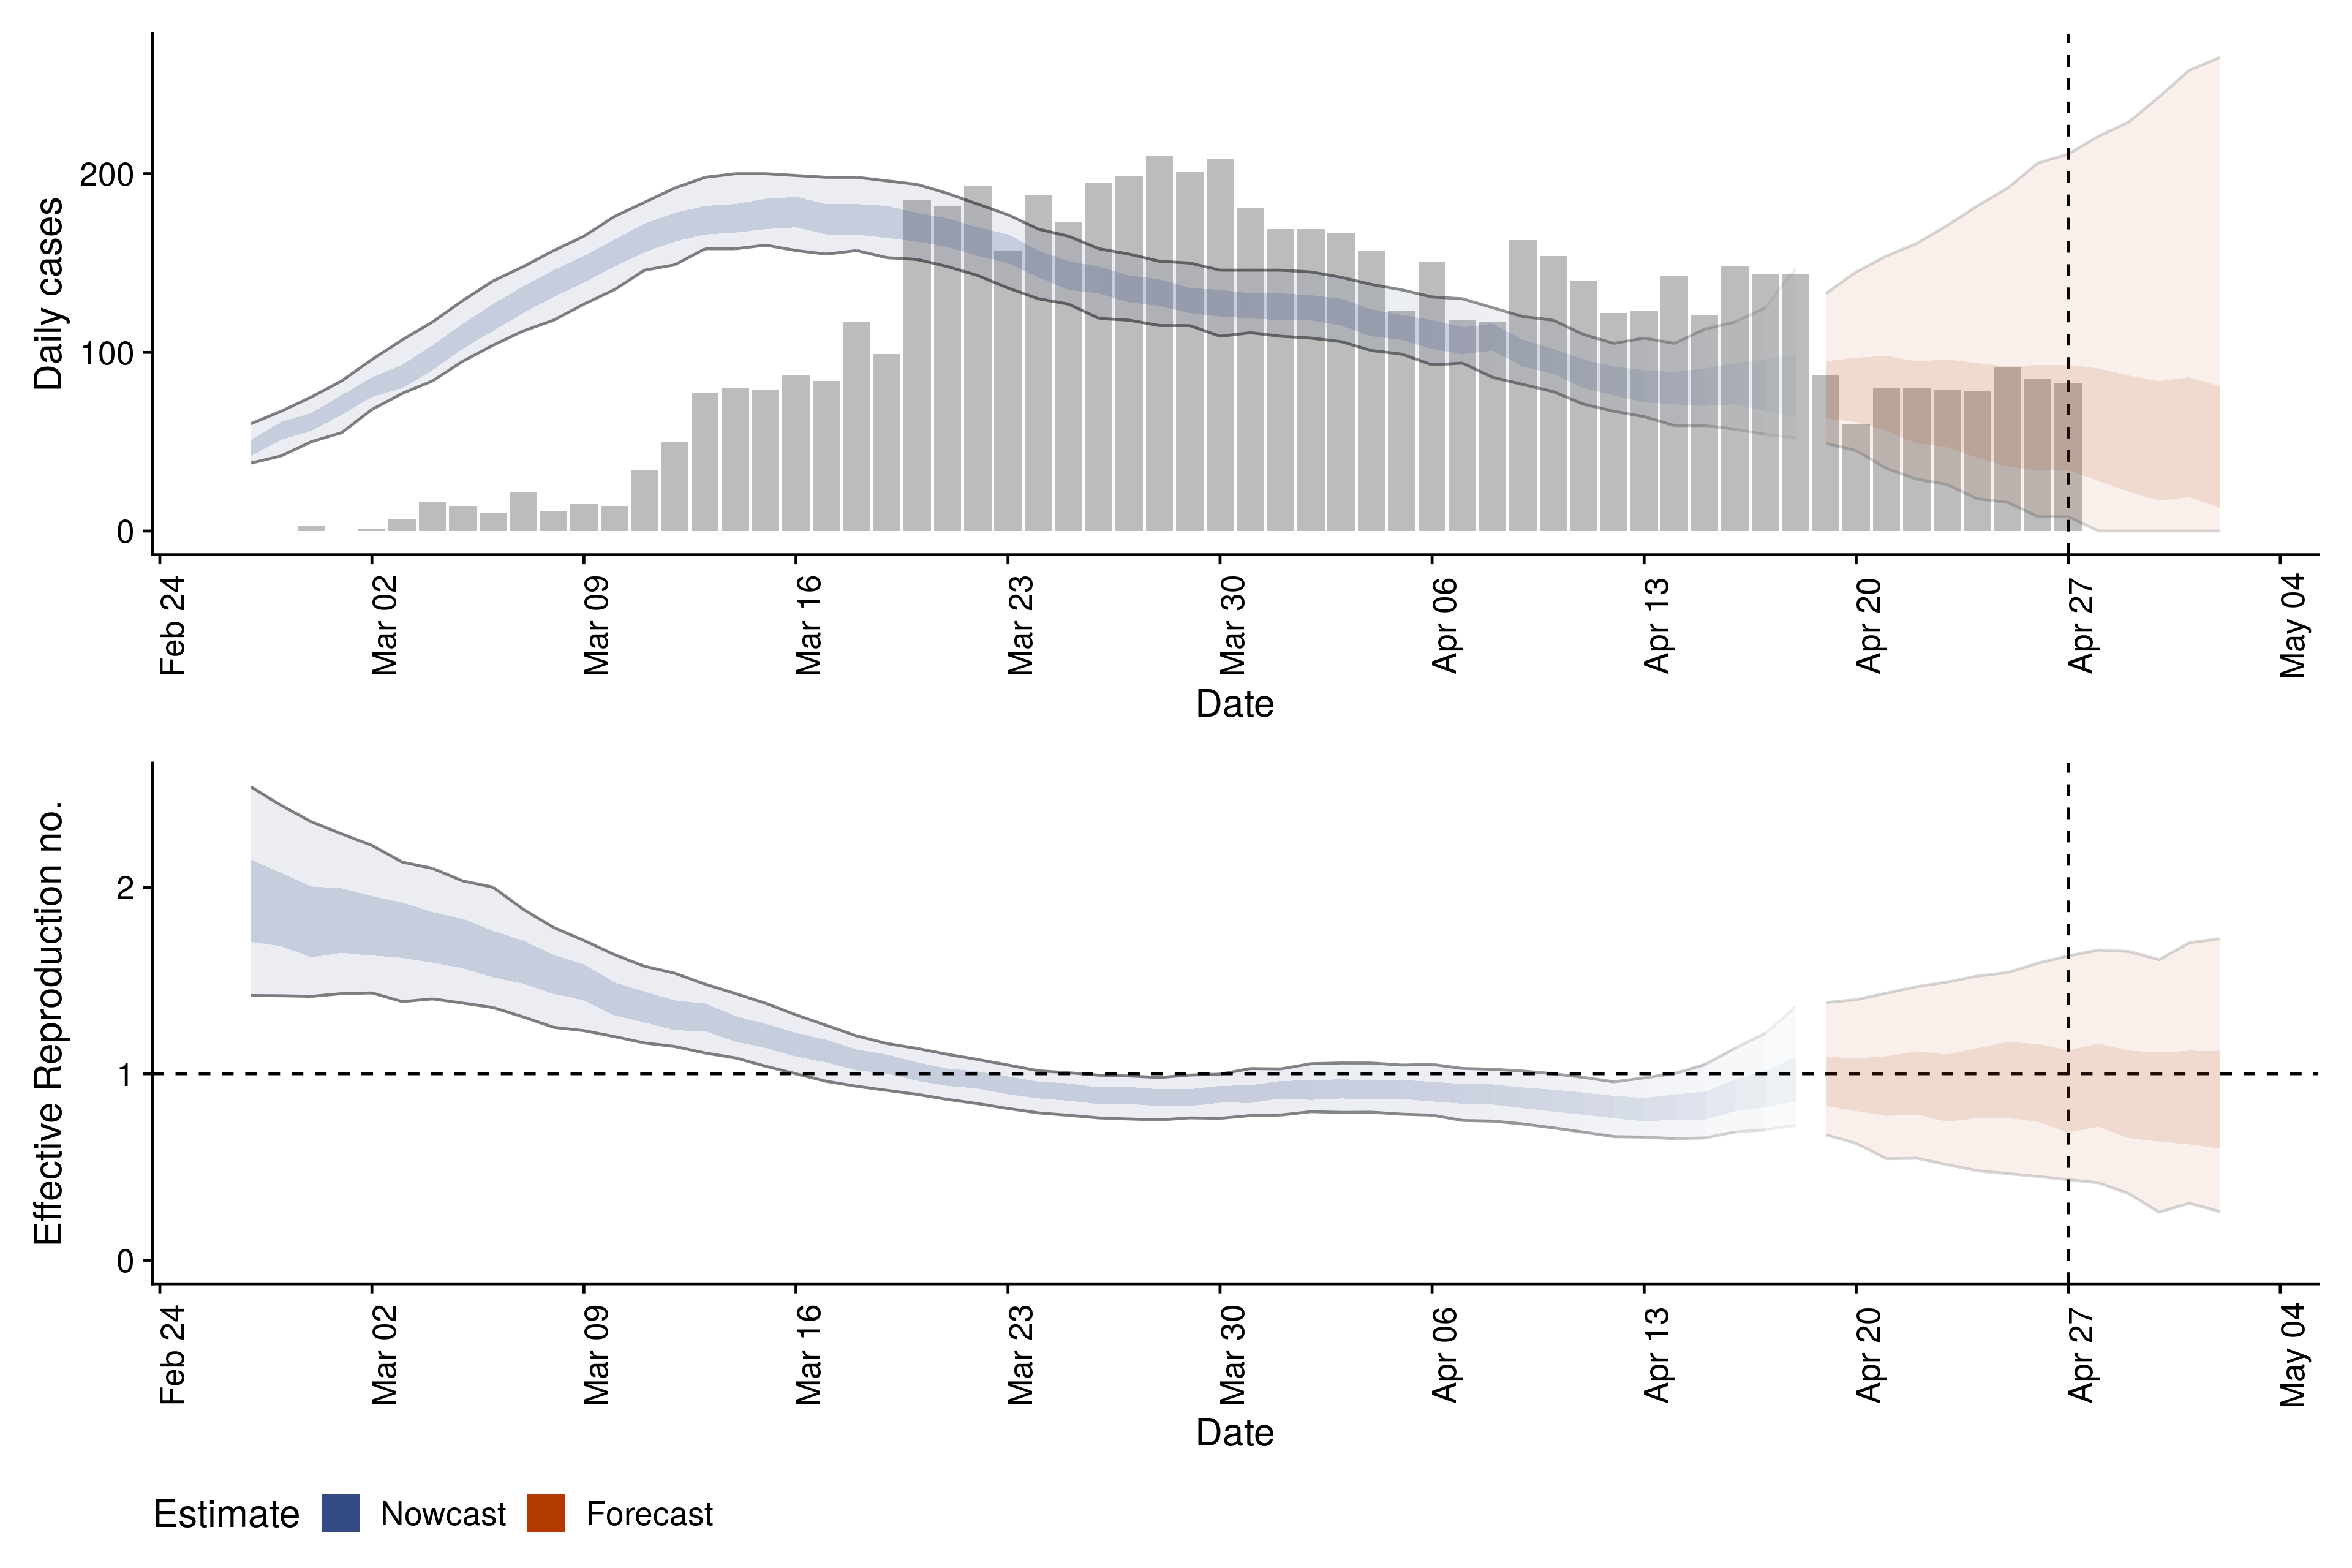 Daily cases
200
100
0
Feb 24
Mar 02
Mar 09
Mar 16
Mar 23
Mar 30
Apr 06
Apr 13
Apr 20
Apr 27
May 04
Date
Effective Reproduction no.
2
1
0
Feb 24
Mar 02
Mar 09
Mar 16
Mar 23
Mar 30
Apr 06
Apr 13
Apr 20
Apr 27
May 04
Date
Estimate Nowcast Forecast